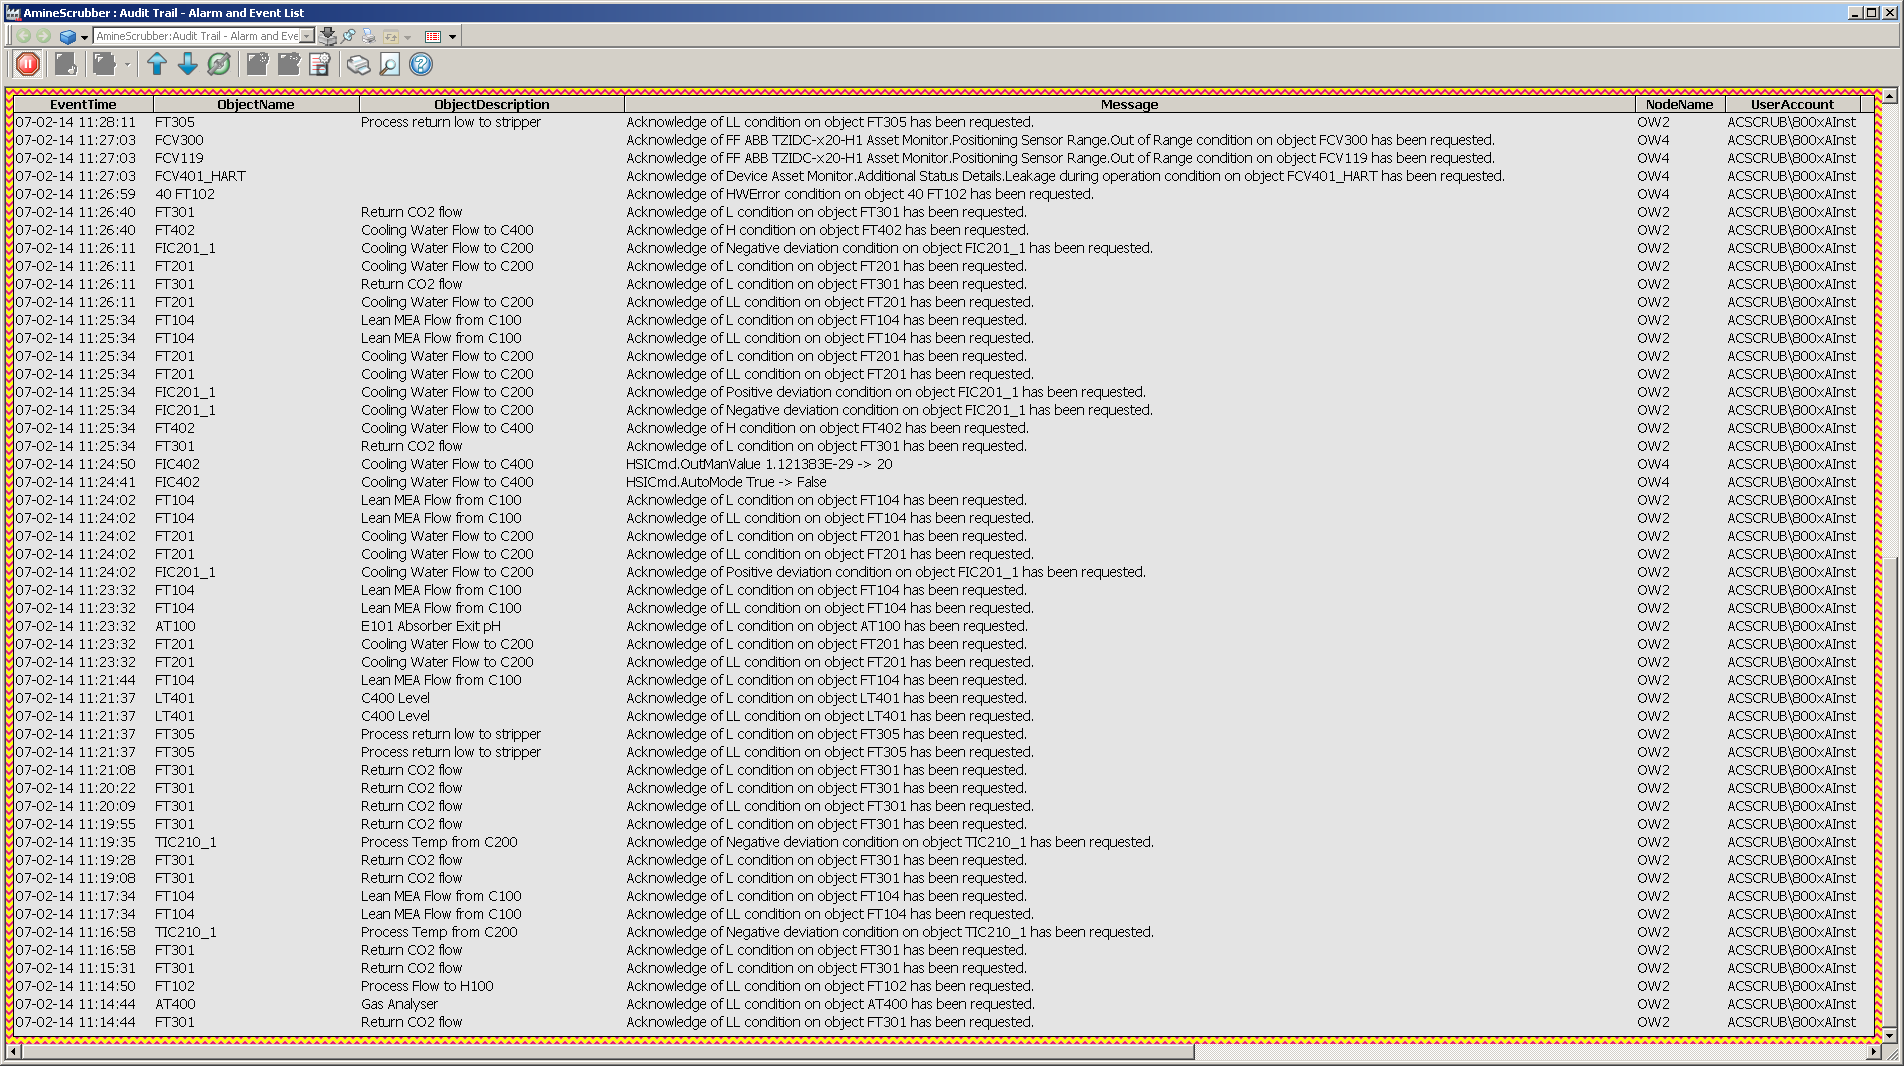 AmineScrubber : Audit Trail - Alarm and Event List
AmineScrubber:Audit Trail - Alarm and Eve
EventTime ObjectName ObjectDescription Message NodeName UserAccount
07-02-14 11:28:11 FT305 Process return low to stripper Acknowledge of LL condition on object FT305 has been requested. OW2 ACSCRUB\800xAInst
07-02-14 11:27:03 FCV300 Acknowledge of FF ABB TZIDC-x20-H1 Asset Monitor.Positioning Sensor Range.Out of Range condition on object FCV300 has been requested. OW4 ACSCRUB\800xAInst
07-02-14 11:27:03 FCV119 Acknowledge of FF ABB TZIDC-x20-H1 Asset Monitor.Positioning Sensor Range.Out of Range condition on object FCV119 has been requested. OW4 ACSCRUB\800xAInst
07-02-14 11:27:03 FCV401_HART Acknowledge of Device Asset Monitor.Additional Status Details.Leakage during operation condition on object FCV401_HART has been requested. OW4 ACSCRUB\800xAInst
07-02-14 11:26:59 40 FT102 Acknowledge of HWError condition on object 40 FT102 has been requested. OW4 ACSCRUB\800xAInst
07-02-14 11:26:40 FT301 Return CO2 flow Acknowledge of L condition on object FT301 has been requested. OW2 ACSCRUB\800xAInst
07-02-14 11:26:40 FT402 Cooling Water Flow to C400 Acknowledge of H condition on object FT402 has been requested. OW2 ACSCRUB\800xAInst
07-02-14 11:26:11 FIC201_1 Cooling Water Flow to C200 Acknowledge of Negative deviation condition on object FIC201_1 has been requested. OW2 ACSCRUB\800xAInst
07-02-14 11:26:11 FT201 Cooling Water Flow to C200 Acknowledge of L condition on object FT201 has been requested. OW2 ACSCRUB\800xAInst
07-02-14 11:26:11 FT301 Return CO2 flow Acknowledge of L condition on object FT301 has been requested. OW2 ACSCRUB\800xAInst
07-02-14 11:26:11 FT201 Cooling Water Flow to C200 Acknowledge of LL condition on object FT201 has been requested. OW2 ACSCRUB\800xAInst
07-02-14 11:25:34 FT104 Lean MEA Flow from C100 Acknowledge of L condition on object FT104 has been requested. OW2 ACSCRUB\800xAInst
07-02-14 11:25:34 FT104 Lean MEA Flow from C100 Acknowledge of LL condition on object FT104 has been requested. OW2 ACSCRUB\800xAInst
07-02-14 11:25:34 FT201 Cooling Water Flow to C200 Acknowledge of L condition on object FT201 has been requested. OW2 ACSCRUB\800xAInst
07-02-14 11:25:34 FT201 Cooling Water Flow to C200 Acknowledge of LL condition on object FT201 has been requested. OW2 ACSCRUB\800xAInst
07-02-14 11:25:34 FIC201_1 Cooling Water Flow to C200 Acknowledge of Positive deviation condition on object FIC201_1 has been requested. OW2 ACSCRUB\800xAInst
07-02-14 11:25:34 FIC201_1 Cooling Water Flow to C200 Acknowledge of Negative deviation condition on object FIC201_1 has been requested. OW2 ACSCRUB\800xAInst
07-02-14 11:25:34 FT402 Cooling Water Flow to C400 Acknowledge of H condition on object FT402 has been requested. OW2 ACSCRUB\800xAInst
07-02-14 11:25:34 FT301 Return CO2 flow Acknowledge of L condition on object FT301 has been requested. OW2 ACSCRUB\800xAInst
07-02-14 11:24:50 FIC402 Cooling Water Flow to C400 HSICmd.OutManValue 1.121383E-29 -> 20 OW4 ACSCRUB\800xAInst
07-02-14 11:24:41 FIC402 Cooling Water Flow to C400 HSICmd.AutoMode True -> False OW4 ACSCRUB\800xAInst
07-02-14 11:24:02 FT104 Lean MEA Flow from C100 Acknowledge of L condition on object FT104 has been requested. OW2 ACSCRUB\800xAInst
07-02-14 11:24:02 FT104 Lean MEA Flow from C100 Acknowledge of LL condition on object FT104 has been requested. OW2 ACSCRUB\800xAInst
07-02-14 11:24:02 FT201 Cooling Water Flow to C200 Acknowledge of L condition on object FT201 has been requested. OW2 ACSCRUB\800xAInst
07-02-14 11:24:02 FT201 Cooling Water Flow to C200 Acknowledge of LL condition on object FT201 has been requested. OW2 ACSCRUB\800xAInst
07-02-14 11:24:02 FIC201_1 Cooling Water Flow to C200 Acknowledge of Positive deviation condition on object FIC201_1 has been requested. OW2 ACSCRUB\800xAInst
07-02-14 11:23:32 FT104 Lean MEA Flow from C100 Acknowledge of L condition on object FT104 has been requested. OW2 ACSCRUB\800xAInst
07-02-14 11:23:32 FT104 Lean MEA Flow from C100 Acknowledge of LL condition on object FT104 has been requested. OW2 ACSCRUB\800xAInst
07-02-14 11:23:32 AT100 E101 Absorber Exit pH Acknowledge of L condition on object AT100 has been requested. OW2 ACSCRUB\800xAInst
07-02-14 11:23:32 FT201 Cooling Water Flow to C200 Acknowledge of L condition on object FT201 has been requested. OW2 ACSCRUB\800xAInst
07-02-14 11:23:32 FT201 Cooling Water Flow to C200 Acknowledge of LL condition on object FT201 has been requested. OW2 ACSCRUB\800xAInst
07-02-14 11:21:44 FT104 Lean MEA Flow from C100 Acknowledge of L condition on object FT104 has been requested. OW2 ACSCRUB\800xAInst
07-02-14 11:21:37 LT401 C400 Level Acknowledge of L condition on object LT401 has been requested. OW2 ACSCRUB\800xAInst
07-02-14 11:21:37 LT401 C400 Level Acknowledge of LL condition on object LT401 has been requested. OW2 ACSCRUB\800xAInst
07-02-14 11:21:37 FT305 Process return low to stripper Acknowledge of L condition on object FT305 has been requested. OW2 ACSCRUB\800xAInst
07-02-14 11:21:37 FT305 Process return low to stripper Acknowledge of LL condition on object FT305 has been requested. OW2 ACSCRUB\800xAInst
07-02-14 11:21:08 FT301 Return CO2 flow Acknowledge of L condition on object FT301 has been requested. OW2 ACSCRUB\800xAInst
07-02-14 11:20:22 FT301 Return CO2 flow Acknowledge of L condition on object FT301 has been requested. OW2 ACSCRUB\800xAInst
07-02-14 11:20:09 FT301 Return CO2 flow Acknowledge of LL condition on object FT301 has been requested. OW2 ACSCRUB\800xAInst
07-02-14 11:19:55 FT301 Return CO2 flow Acknowledge of L condition on object FT301 has been requested. OW2 ACSCRUB\800xAInst
07-02-14 11:19:35 TIC210_1 Process Temp from C200 Acknowledge of Negative deviation condition on object TIC210_1 has been requested. OW2 ACSCRUB\800xAInst
07-02-14 11:19:28 FT301 Return CO2 flow Acknowledge of L condition on object FT301 has been requested. OW2 ACSCRUB\800xAInst
07-02-14 11:19:08 FT301 Return CO2 flow Acknowledge of L condition on object FT301 has been requested. OW2 ACSCRUB\800xAInst
07-02-14 11:17:34 FT104 Lean MEA Flow from C100 Acknowledge of L condition on object FT104 has been requested. OW2 ACSCRUB\800xAInst
07-02-14 11:17:34 FT104 Lean MEA Flow from C100 Acknowledge of LL condition on object FT104 has been requested. OW2 ACSCRUB\800xAInst
07-02-14 11:16:58 TIC210_1 Process Temp from C200 Acknowledge of Negative deviation condition on object TIC210_1 has been requested. OW2 ACSCRUB\800xAInst
07-02-14 11:16:58 FT301 Return CO2 flow Acknowledge of L condition on object FT301 has been requested. OW2 ACSCRUB\800xAInst
07-02-14 11:15:31 FT301 Return CO2 flow Acknowledge of L condition on object FT301 has been requested. OW2 ACSCRUB\800xAInst
07-02-14 11:14:50 FT102 Process Flow to H100 Acknowledge of LL condition on object FT102 has been requested. OW2 ACSCRUB\800xAInst
07-02-14 11:14:44 AT400 Gas Analyser Acknowledge of LL condition on object AT400 has been requested. OW2 ACSCRUB\800xAInst
07-02-14 11:14:44 FT301 Return CO2 flow Acknowledge of LL condition on object FT301 has been requested. OW2 ACSCRUB\800xAInst